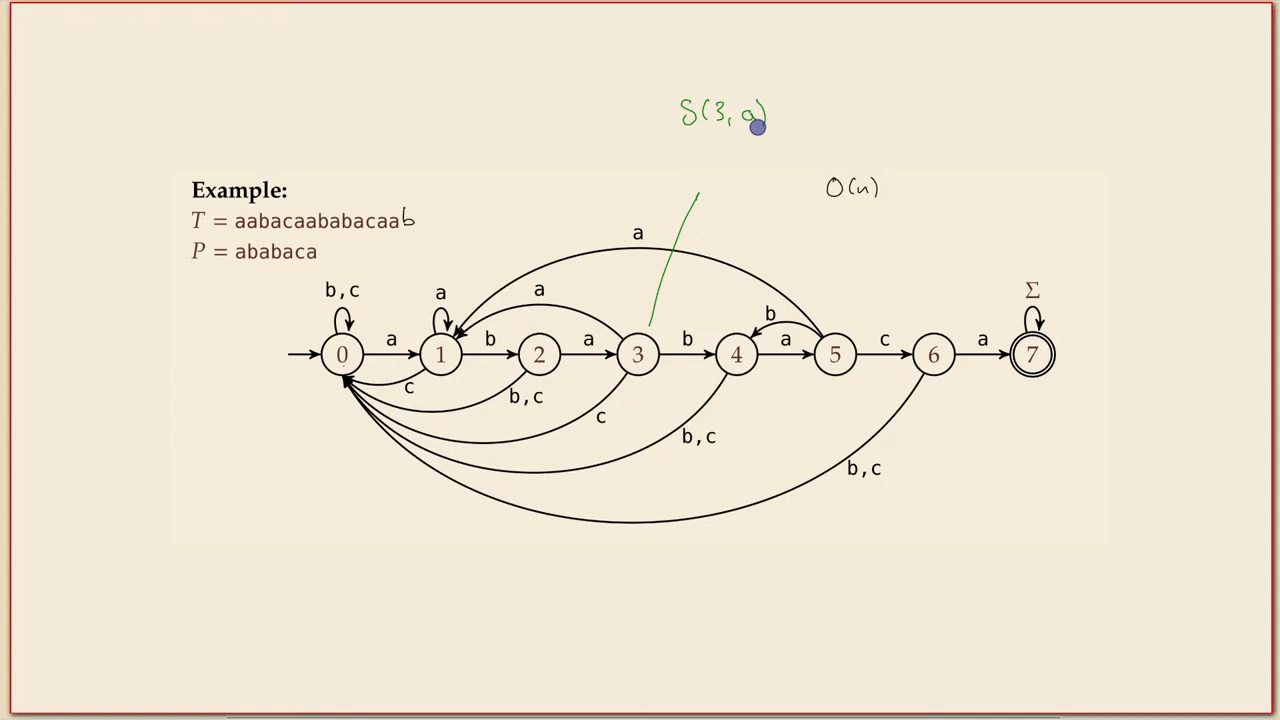 δ(3, a)
O(n)
Example:
T = aabacaababacaab
P = ababaca
a
b,c
a
a
b
Σ
0
a
1
b
2
a
3
b
4
a
5
c
6
a
7
c
b,c
c
b,c
b,c